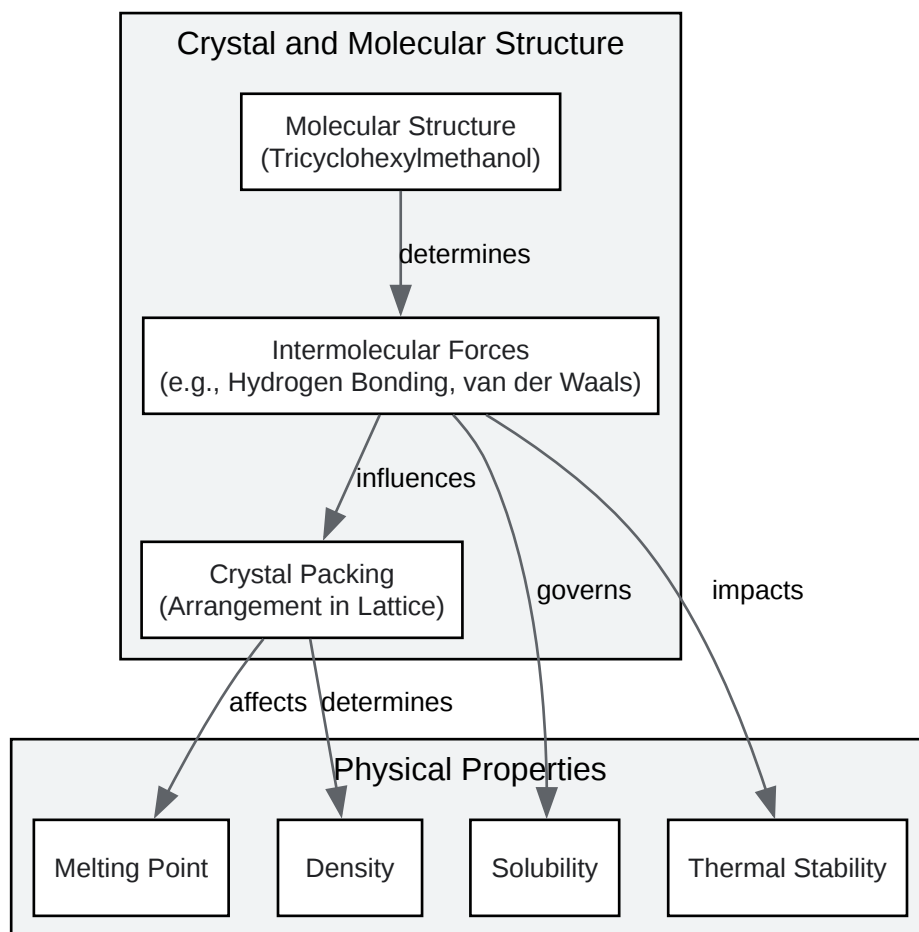 Crystal and Molecular Structure
Molecular Structure
(Tricyclohexylmethanol)
determines
Intermolecular Forces
(e.g., Hydrogen Bonding, van der Waals)
influences
Crystal Packing
(Arrangement in Lattice)
governs
impacts
affects
determines
Physical Properties
Melting Point
Density
Solubility
Thermal Stability